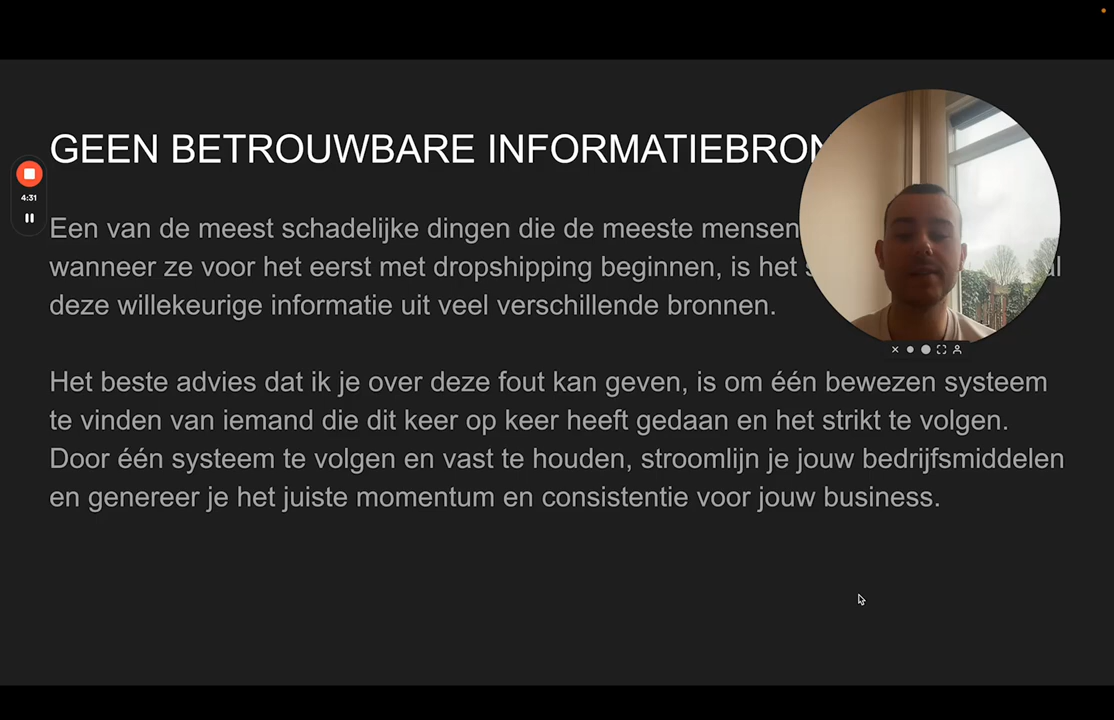 GEEN BETROUWBARE INFORMATIEBRON
4:31
Een van de meest schadelijke dingen die de meeste mensen
wanneer ze voor het eerst met dropshipping beginnen, is het
deze willekeurige informatie uit veel verschillende bronnen.
Het beste advies dat ik je over deze fout kan geven, is om één bewezen systeem
te vinden van iemand die dit keer op keer heeft gedaan en het strikt te volgen.
Door één systeem te volgen en vast te houden, stroomlijn je jouw bedrijfsmiddelen
en genereer je het juiste momentum en consistentie voor jouw business.